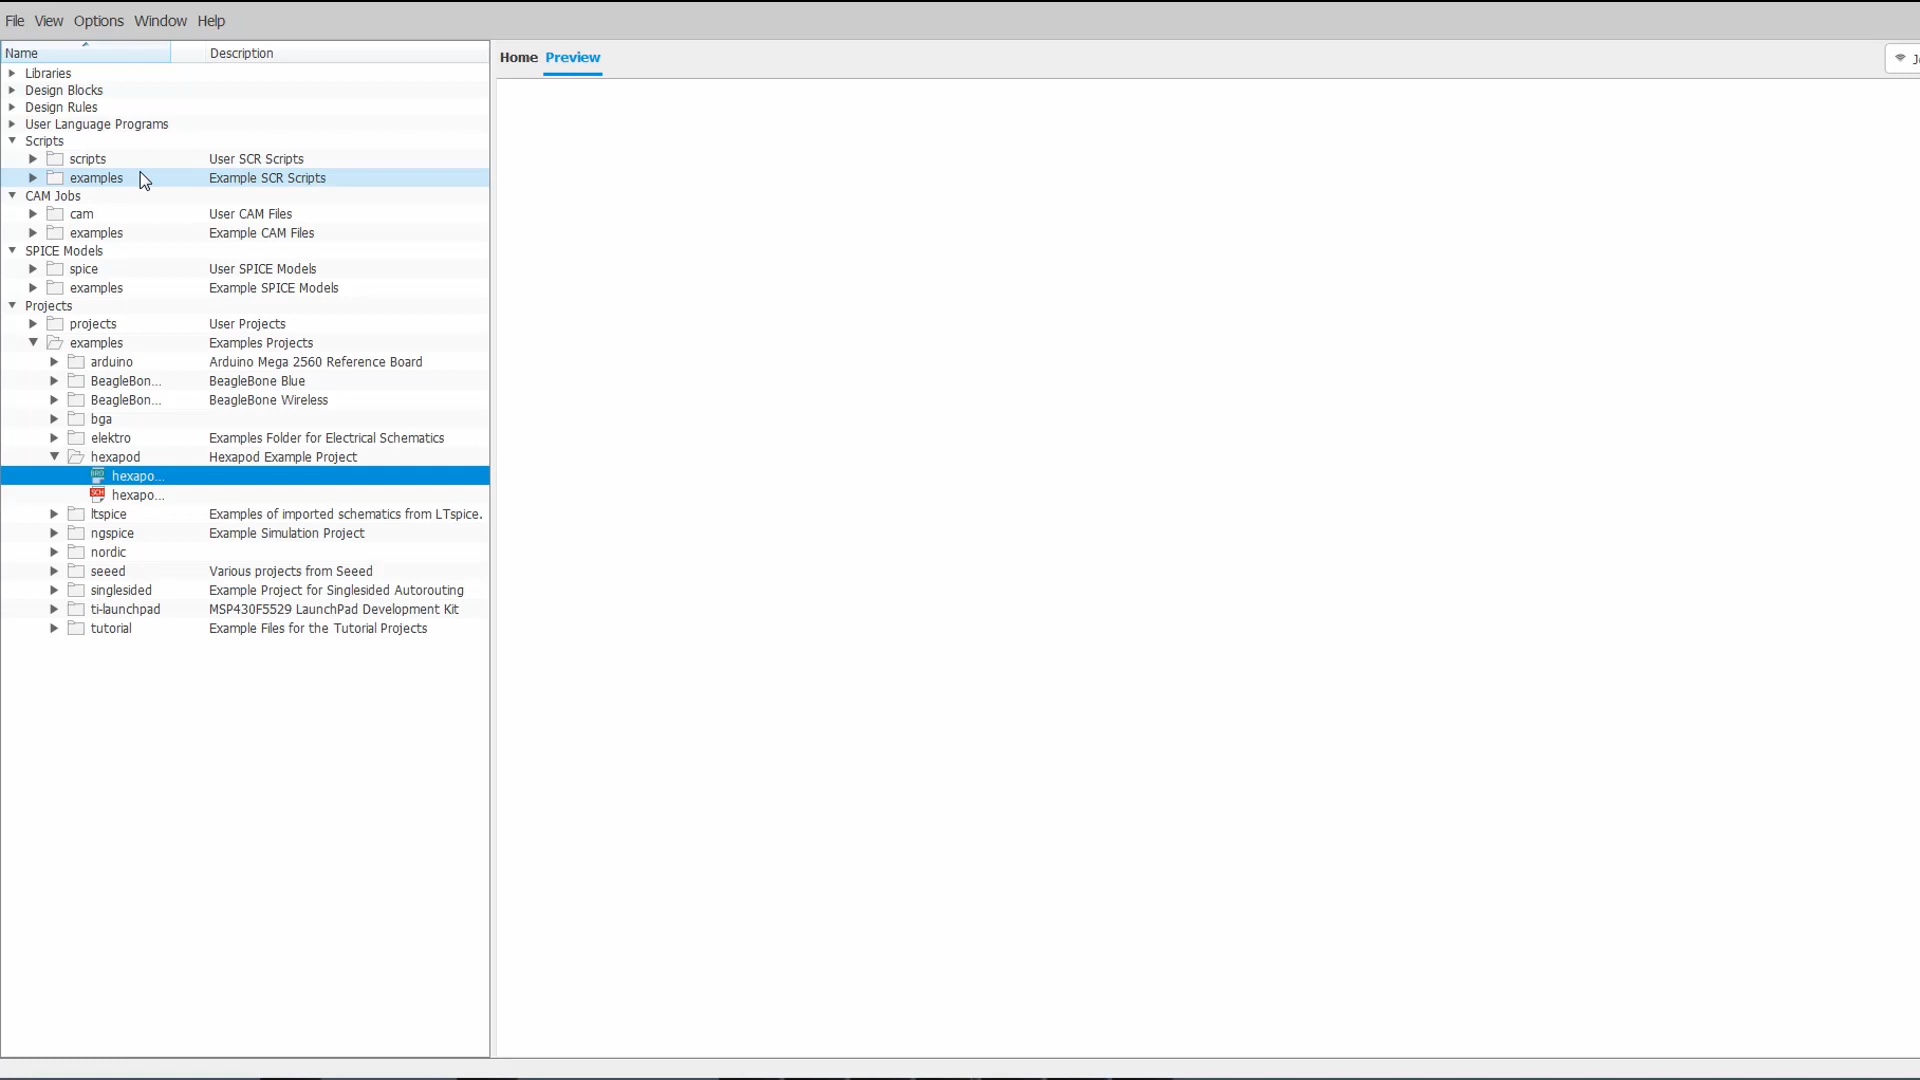 File View Options Window Help
Name Description
Home Preview
Libraries
Design Blocks
Design Rules
User Language Programs
Scripts
scripts User SCR Scripts
examples Example SCR Scripts
CAM Jobs
cam User CAM Files
examples Example CAM Files
SPICE Models
spice User SPICE Models
examples Example SPICE Models
Projects
projects User Projects
examples Examples Projects
arduino Arduino Mega 2560 Reference Board
BeagleBon... BeagleBone Blue
BeagleBon... BeagleBone Wireless
bga
elektro Examples Folder for Electrical Schematics
hexapod Hexapod Example Project
BRD hexapo...
SCH hexapo...
ltspice Examples of imported schematics from LTspice.
ngspice Example Simulation Project
nordic
seeed Various projects from Seeed
singlesided Example Project for Singlesided Autorouting
ti-launchpad MSP430F5529 LaunchPad Development Kit
tutorial Example Files for the Tutorial Projects